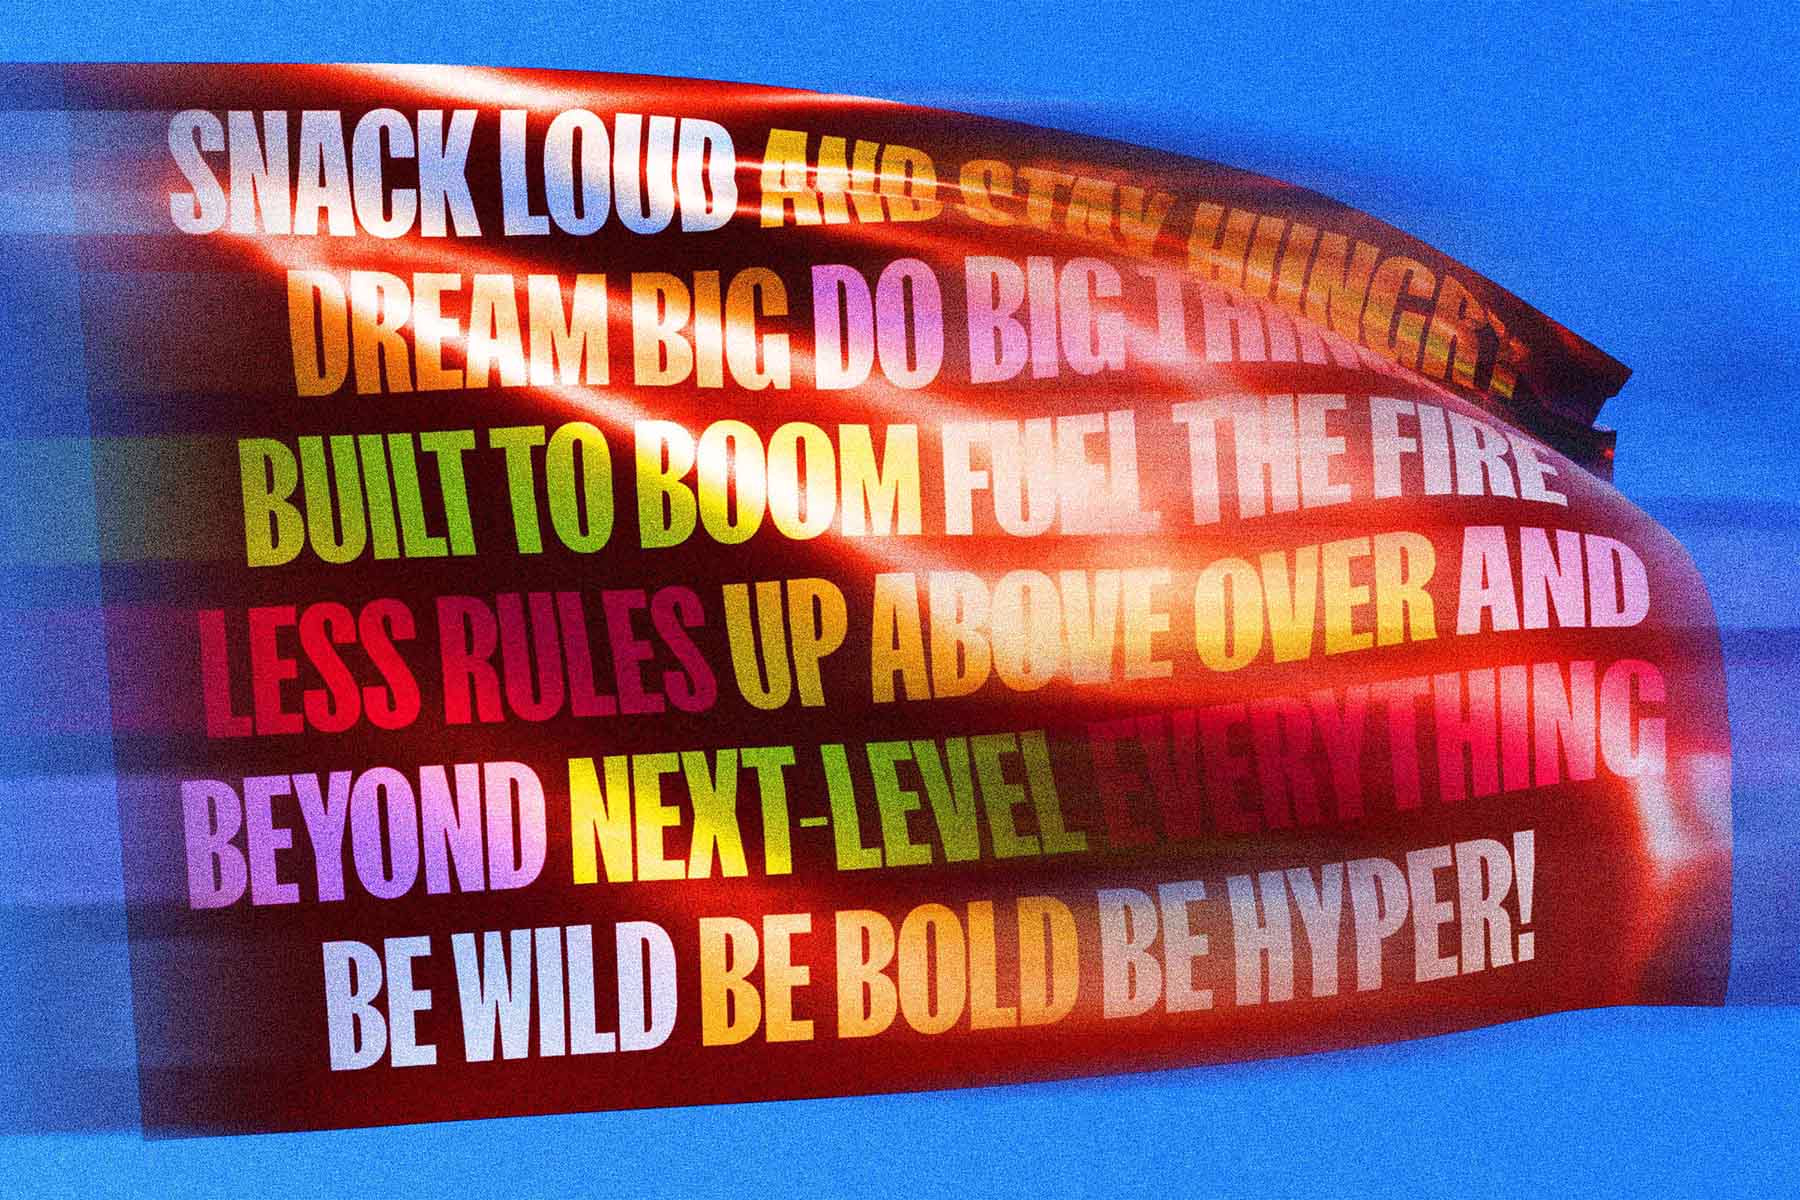 SNACK LOUD AND STAY HUNGRY
DREAM BIG DO BIG
BUILT TO BOOM FUEL THE FIRE
LESS RULES UP ABOVE OVER AND
BEYOND NEXT-LEVEL EVERYTHING
BE WILD BE BOLD BE HYPER!